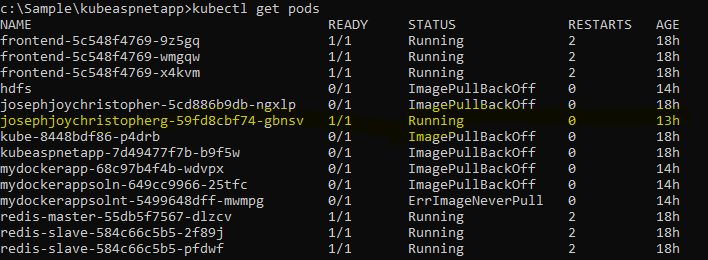 c:\Sample\kubeaspnetapp>kubectl get pods
NAME READY STATUS RESTARTS AGE
frontend-5c548f4769-9z5gq 1/1 Running 2 18h
frontend-5c548f4769-wmgqw 1/1 Running 2 18h
frontend-5c548f4769-x4kvm 1/1 Running 2 18h
hdfs 0/1 ImagePullBackOff 0 14h
josephjoychristopher-5cd886b9db-ngxlp 0/1 ImagePullBackOff 0 18h
josephjoychristopherg-59fd8cbf74-gbnsv 1/1 Running 0 13h
kube-8448bdf86-p4drb 0/1 ImagePullBackOff 0 18h
kubeaspnetapp-7d49477f7b-b9f5w 0/1 ImagePullBackOff 0 18h
mydockerapp-68c97b4f4b-wdvpx 0/1 ImagePullBackOff 0 14h
mydockerappsoln-649cc9966-25tfc 0/1 ImagePullBackOff 0 14h
mydockerappsolnt-5499648dff-mwmpg 0/1 ErrImageNeverPull 0 14h
redis-master-55db5f7567-dlzcv 1/1 Running 2 18h
redis-slave-584c66c5b5-2f89j 1/1 Running 2 18h
redis-slave-584c66c5b5-pfdwf 1/1 Running 2 18h